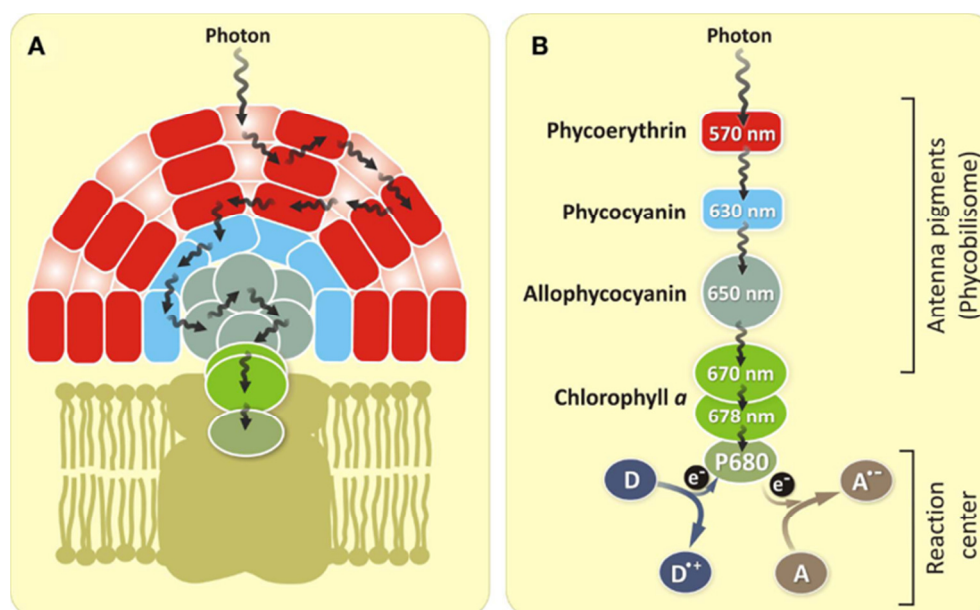 A
Photon
B
Photon
Phycoerythrin
570 nm
Phycocyanin
630 nm
Allophycocyanin
650 nm
670 nm
Chlorophyll a
678 nm
P680
D
e-
e-
A•−
D•+
A
Antenna pigments
(Phycobilisome)
Reaction
center